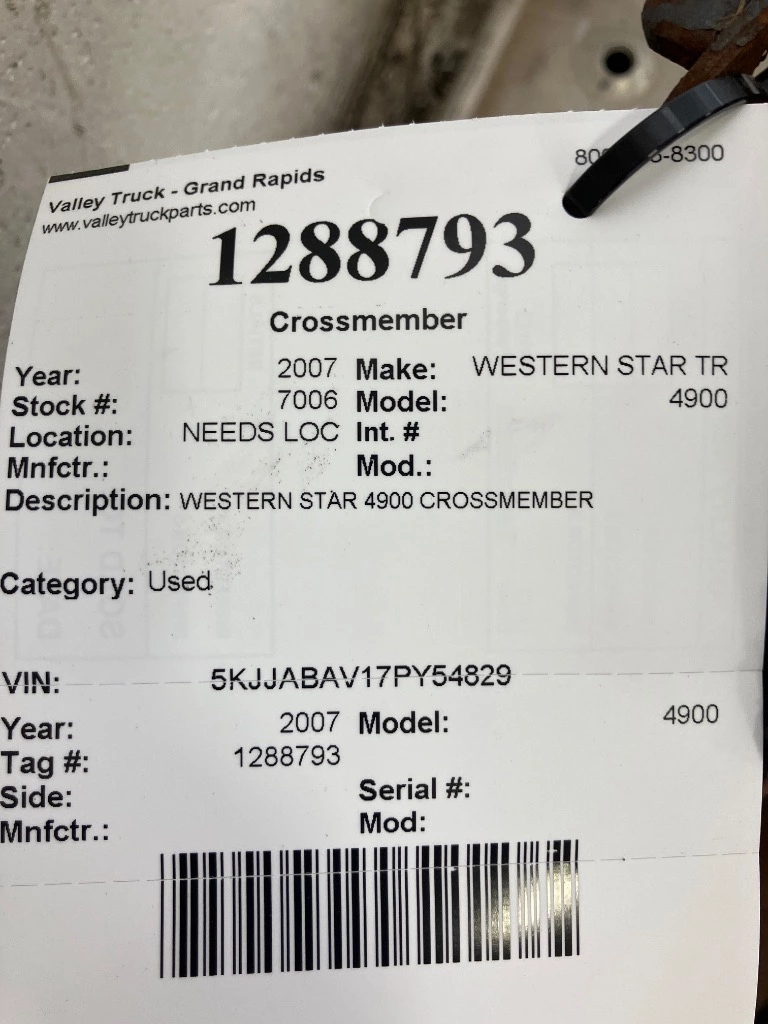 Valley Truck - Grand Rapids
www.valleytruckparts.com
-8300
1288793
Crossmember
Year: 2007 Make: WESTERN STAR TR
Stock #: 7006 Model: 4900
Location: NEEDS LOC Int. #
Mnfctr.: Mod.:
Description: WESTERN STAR 4900 CROSSMEMBER
Category: Used
VIN: 5KJJABAV17PY54829
Year: 2007 Model: 4900
Tag #: 1288793
Side: Serial #:
Mnfctr.: Mod: